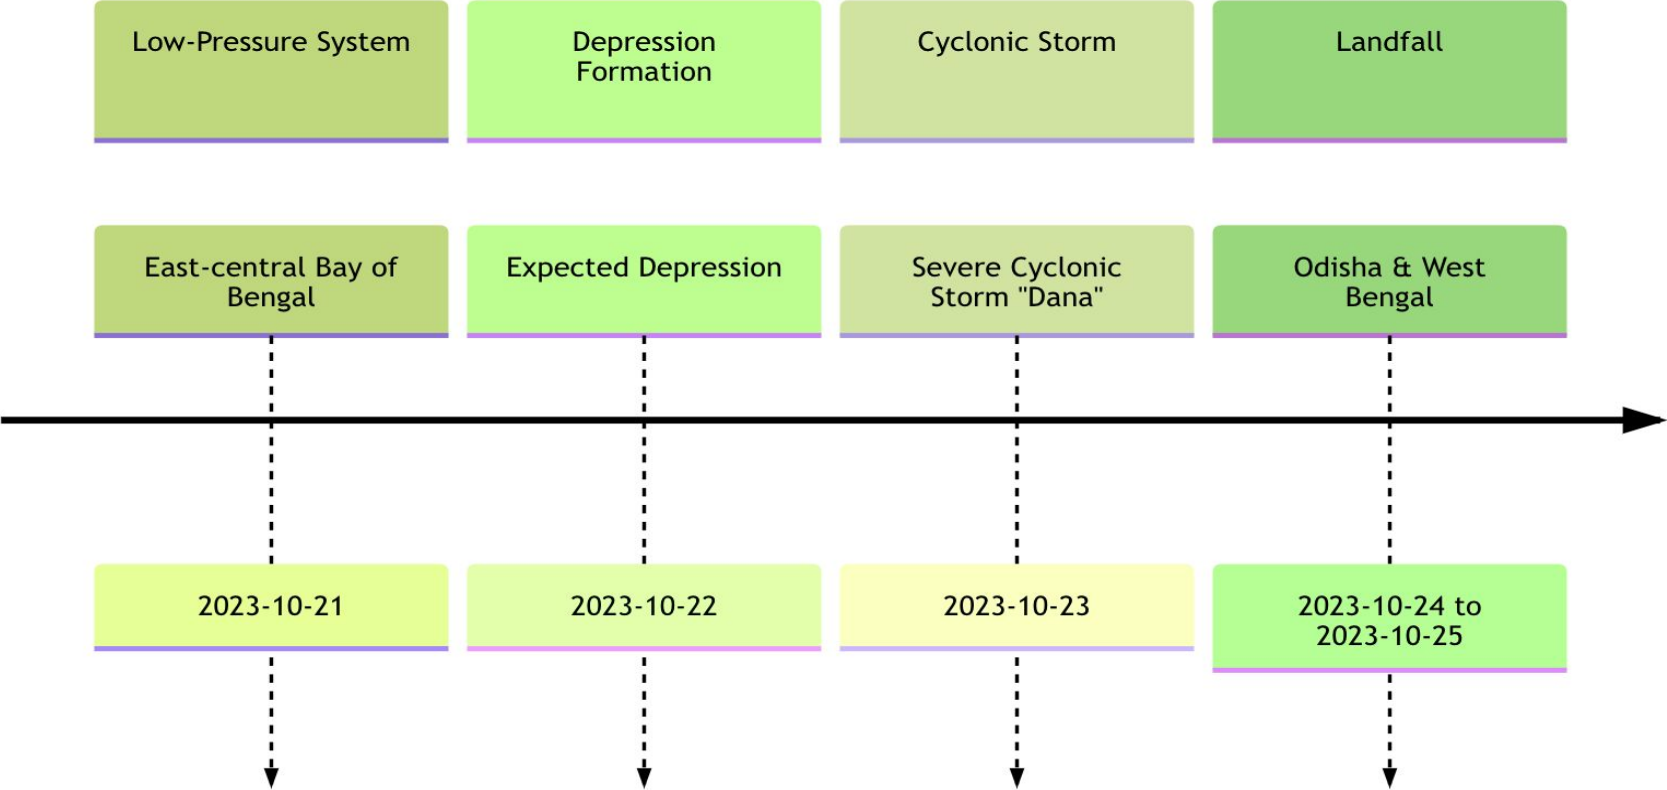 Low-Pressure System
Depression
Formation
Cyclonic Storm
Landfall
East-central Bay of
Bengal
Expected Depression
Severe Cyclonic
Storm "Dana"
Odisha & West
Bengal
2023-10-21
2023-10-22
2023-10-23
2023-10-24 to
2023-10-25